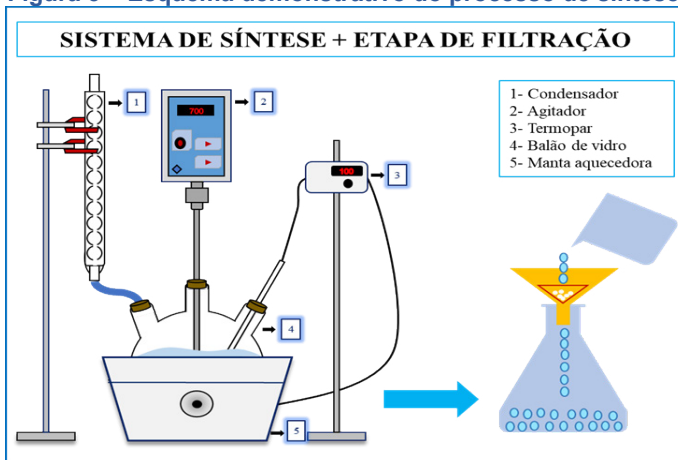 SISTEMA DE SÍNTESE + ETAPA DE FILTRAÇÃO
1
2
3
4
5
700
100
1- Condensador
2- Agitador
3- Termopar
4- Balão de vidro
5- Manta aquecedora